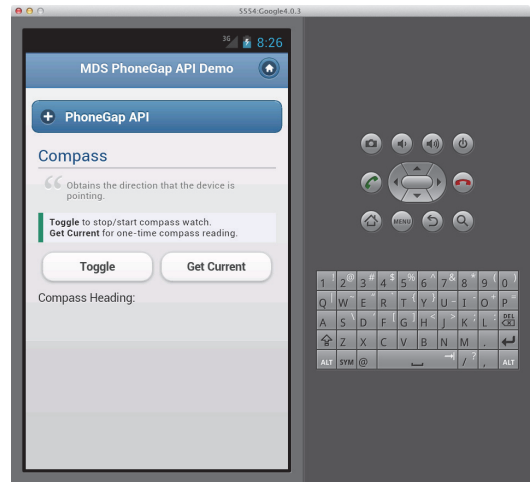 5554:Google4.0.3
3G 8:26
MDS PhoneGap API Demo
PhoneGap API
Compass
Obtains the direction that the device is
pointing.
Toggle to stop/start compass watch.
Get Current for one-time compass reading.
Toggle
Get Current
Compass Heading:
MENU
1 ! 2 @ 3 # 4 $ 5 % 6 ^ 7 & 8 * 9 ( 0 )
Q W ~ E " R T { Y } U - I O + P =
A S \ D ' F [ G ] H < J > K ; L : DEL
Z X C V B N M .
ALT SYM @ / ? , ALT